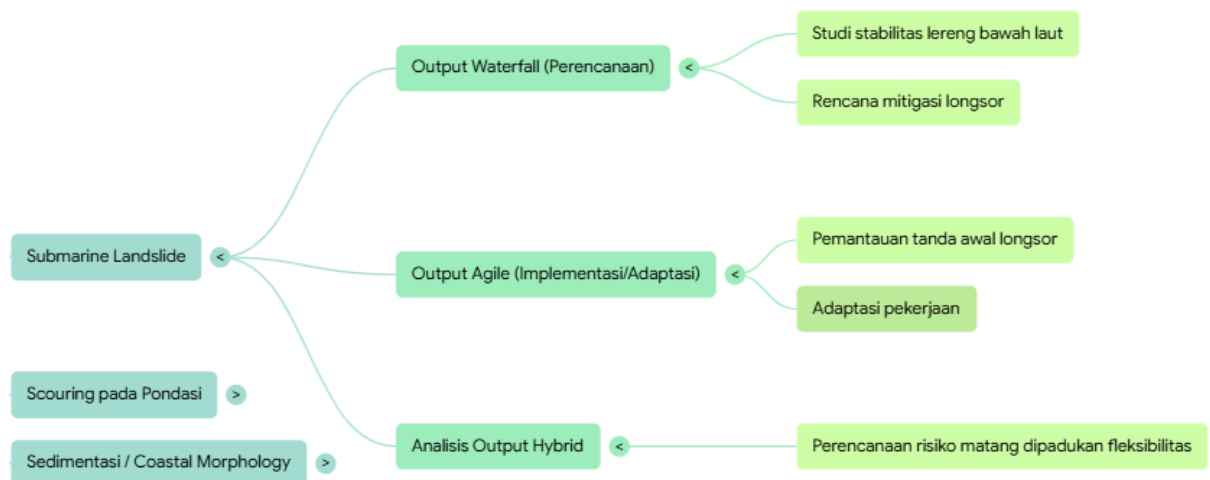 Studi stabilitas lereng bawah laut
Output Waterfall (Perencanaan) <
Rencana mitigasi longsor
Pemantauan tanda awal longsor
Submarine Landslide <
Output Agile (Implementasi/Adaptasi) <
Adaptasi pekerjaan
Scouring pada Pondasi >
Analisis Output Hybrid <
Perencanaan risiko matang dipadukan fleksibilitas
Sedimentasi / Coastal Morphology >